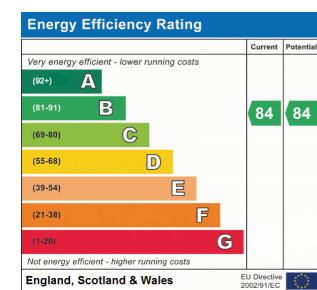 Energy Efficiency Rating
Current Potential
Very energy efficient - lower running costs
(92+) A
(81-91) B
84 84
(69-80) C
(55-68) D
(39-54) E
(21-38) F
(1-20) G
Not energy efficient - higher running costs
England, Scotland & Wales
EU Directive
2002/91/EC